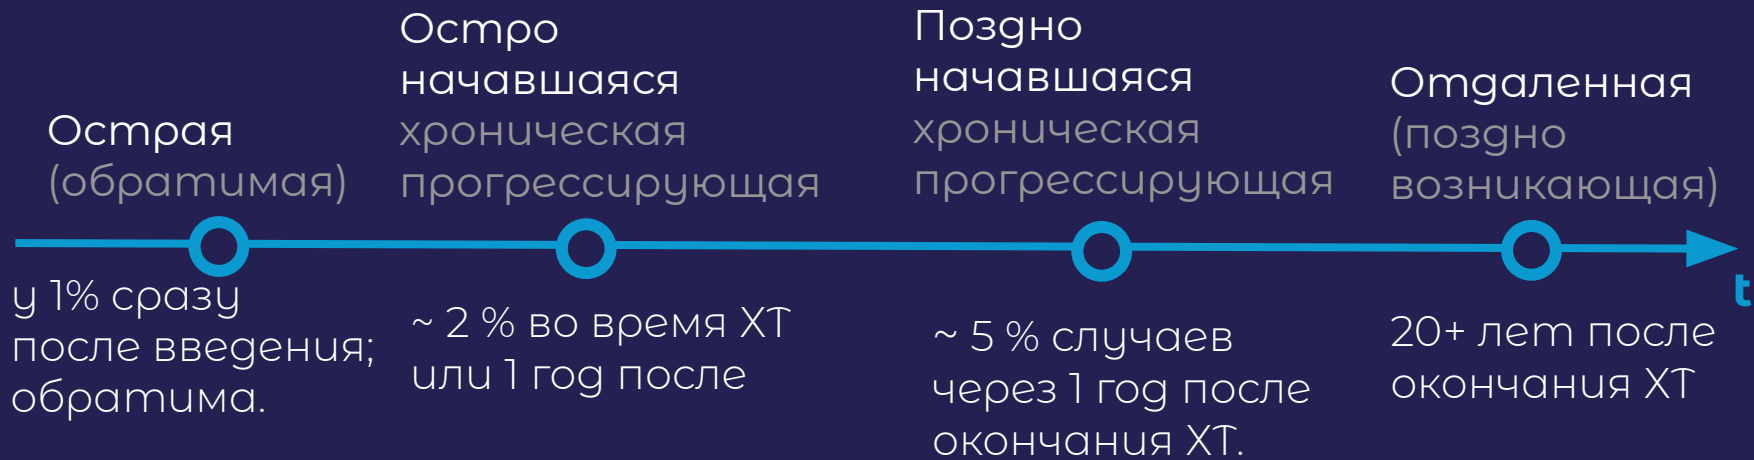 Острая
(обратимая)
у 1% сразу
после введения;
обратима.
Остро
начавшаяся
хроническая
прогрессирующая
~ 2 % во время ХТ
или 1 год после
Поздно
начавшаяся
хроническая
прогрессирующая
~ 5 % случаев
через 1 год после
окончания ХТ.
Отдаленная
(поздно
возникающая)
20+ лет после
окончания ХТ
t